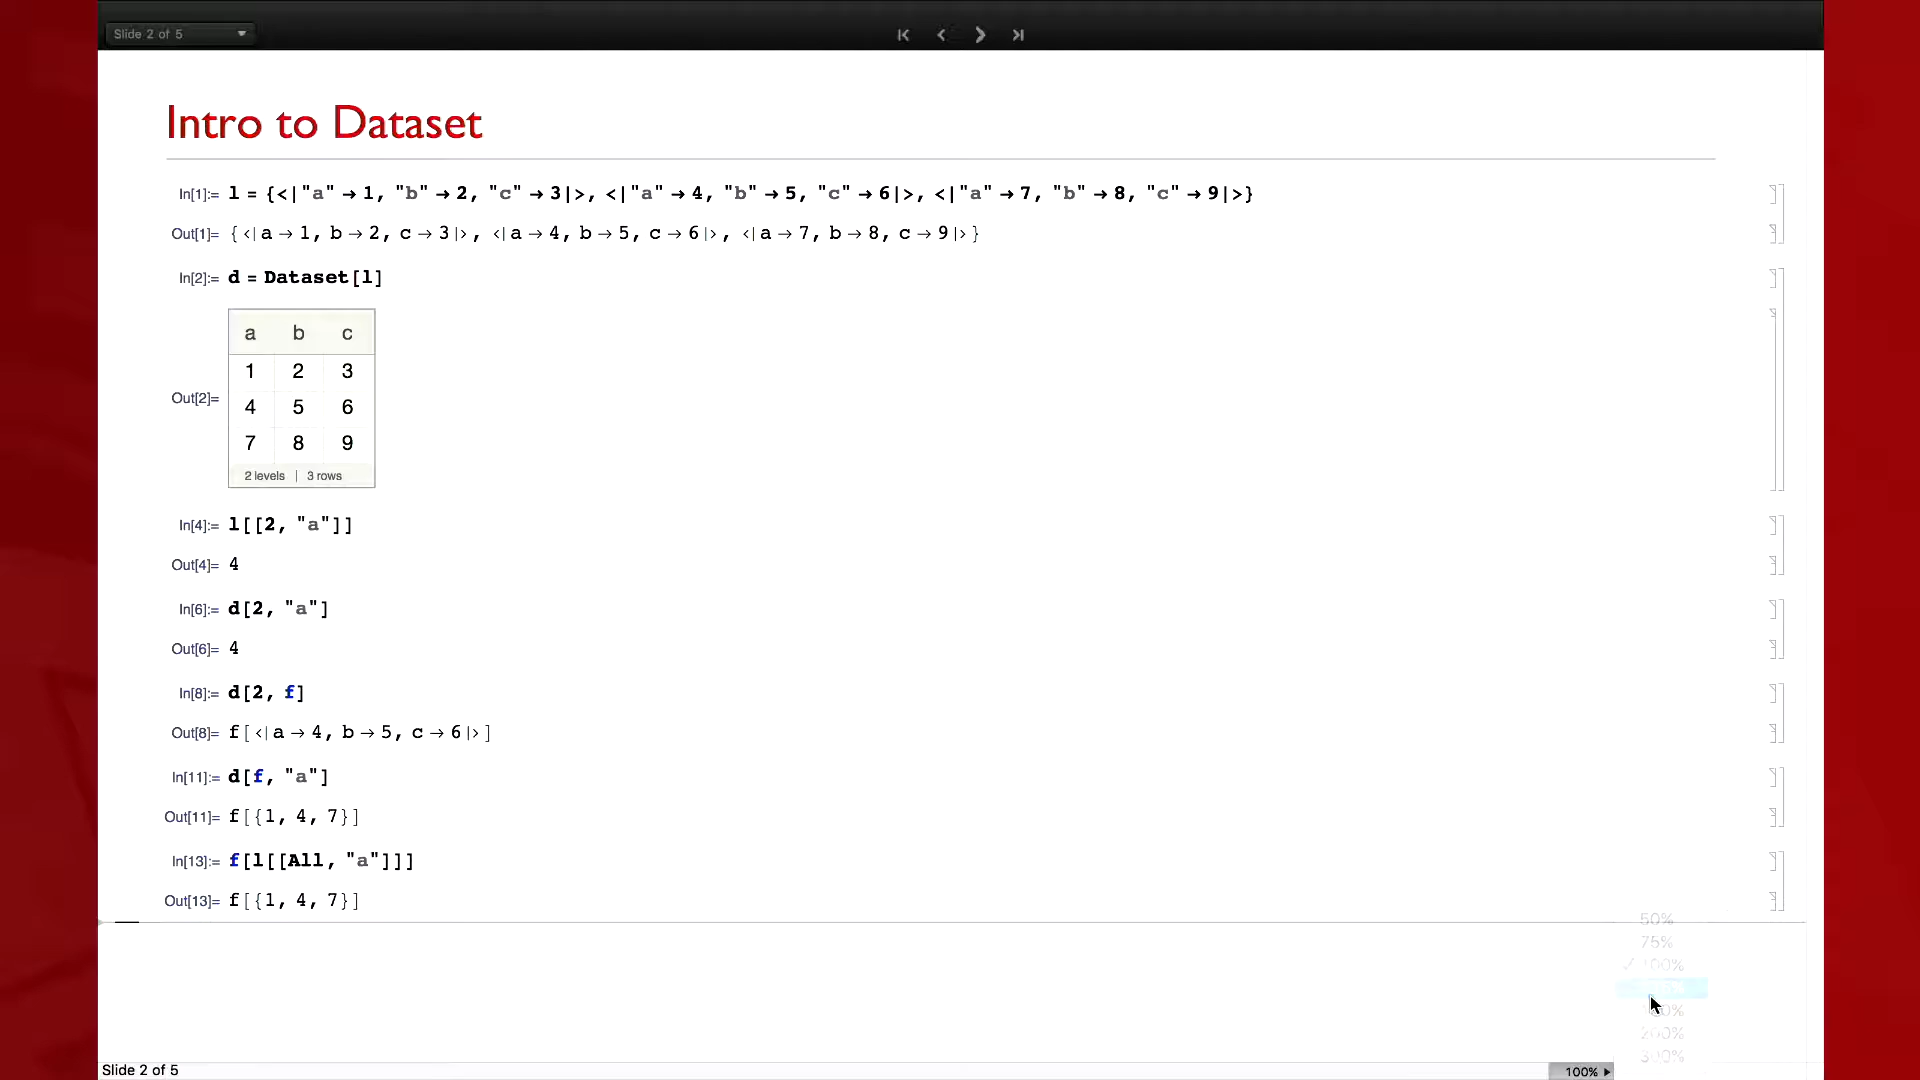 Slide 2 of 5
Intro to Dataset
In[1]:= l = {<|"a" → 1, "b" → 2, "c" → 3|>, <|"a" → 4, "b" → 5, "c" → 6|>, <|"a" → 7, "b" → 8, "c" → 9|>}
Out[1]= {<|a → 1, b → 2, c → 3|>, <|a → 4, b → 5, c → 6|>, <|a → 7, b → 8, c → 9|>}
In[2]:= d = Dataset[l]
a b c
1 2 3
Out[2]= 4 5 6
7 8 9
2 levels | 3 rows
In[4]:= l[[2, "a"]]
Out[4]= 4
In[6]:= d[2, "a"]
Out[6]= 4
In[8]:= d[2, f]
Out[8]= f[<|a → 4, b → 5, c → 6|>]
In[11]:= d[f, "a"]
Out[11]= f[{1, 4, 7}]
In[13]:= f[l[[All, "a"]]]
Out[13]= f[{1, 4, 7}]
50%
75%
✓ 100%
200%
300%
Slide 2 of 5
100%